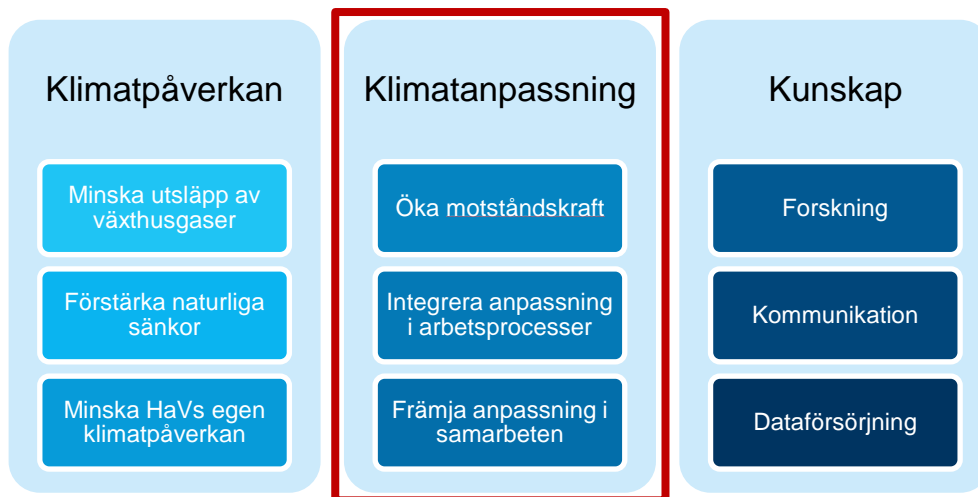 Klimatpåverkan
Minska utsläpp av
växthusgaser
Förstärka naturliga
sänkor
Minska HaVs egen
klimatpåverkan
Klimatanpassning
Öka motståndskraft
Integrera anpassning
i arbetsprocesser
Främja anpassning i
samarbeten
Kunskap
Forskning
Kommunikation
Dataförsörjning